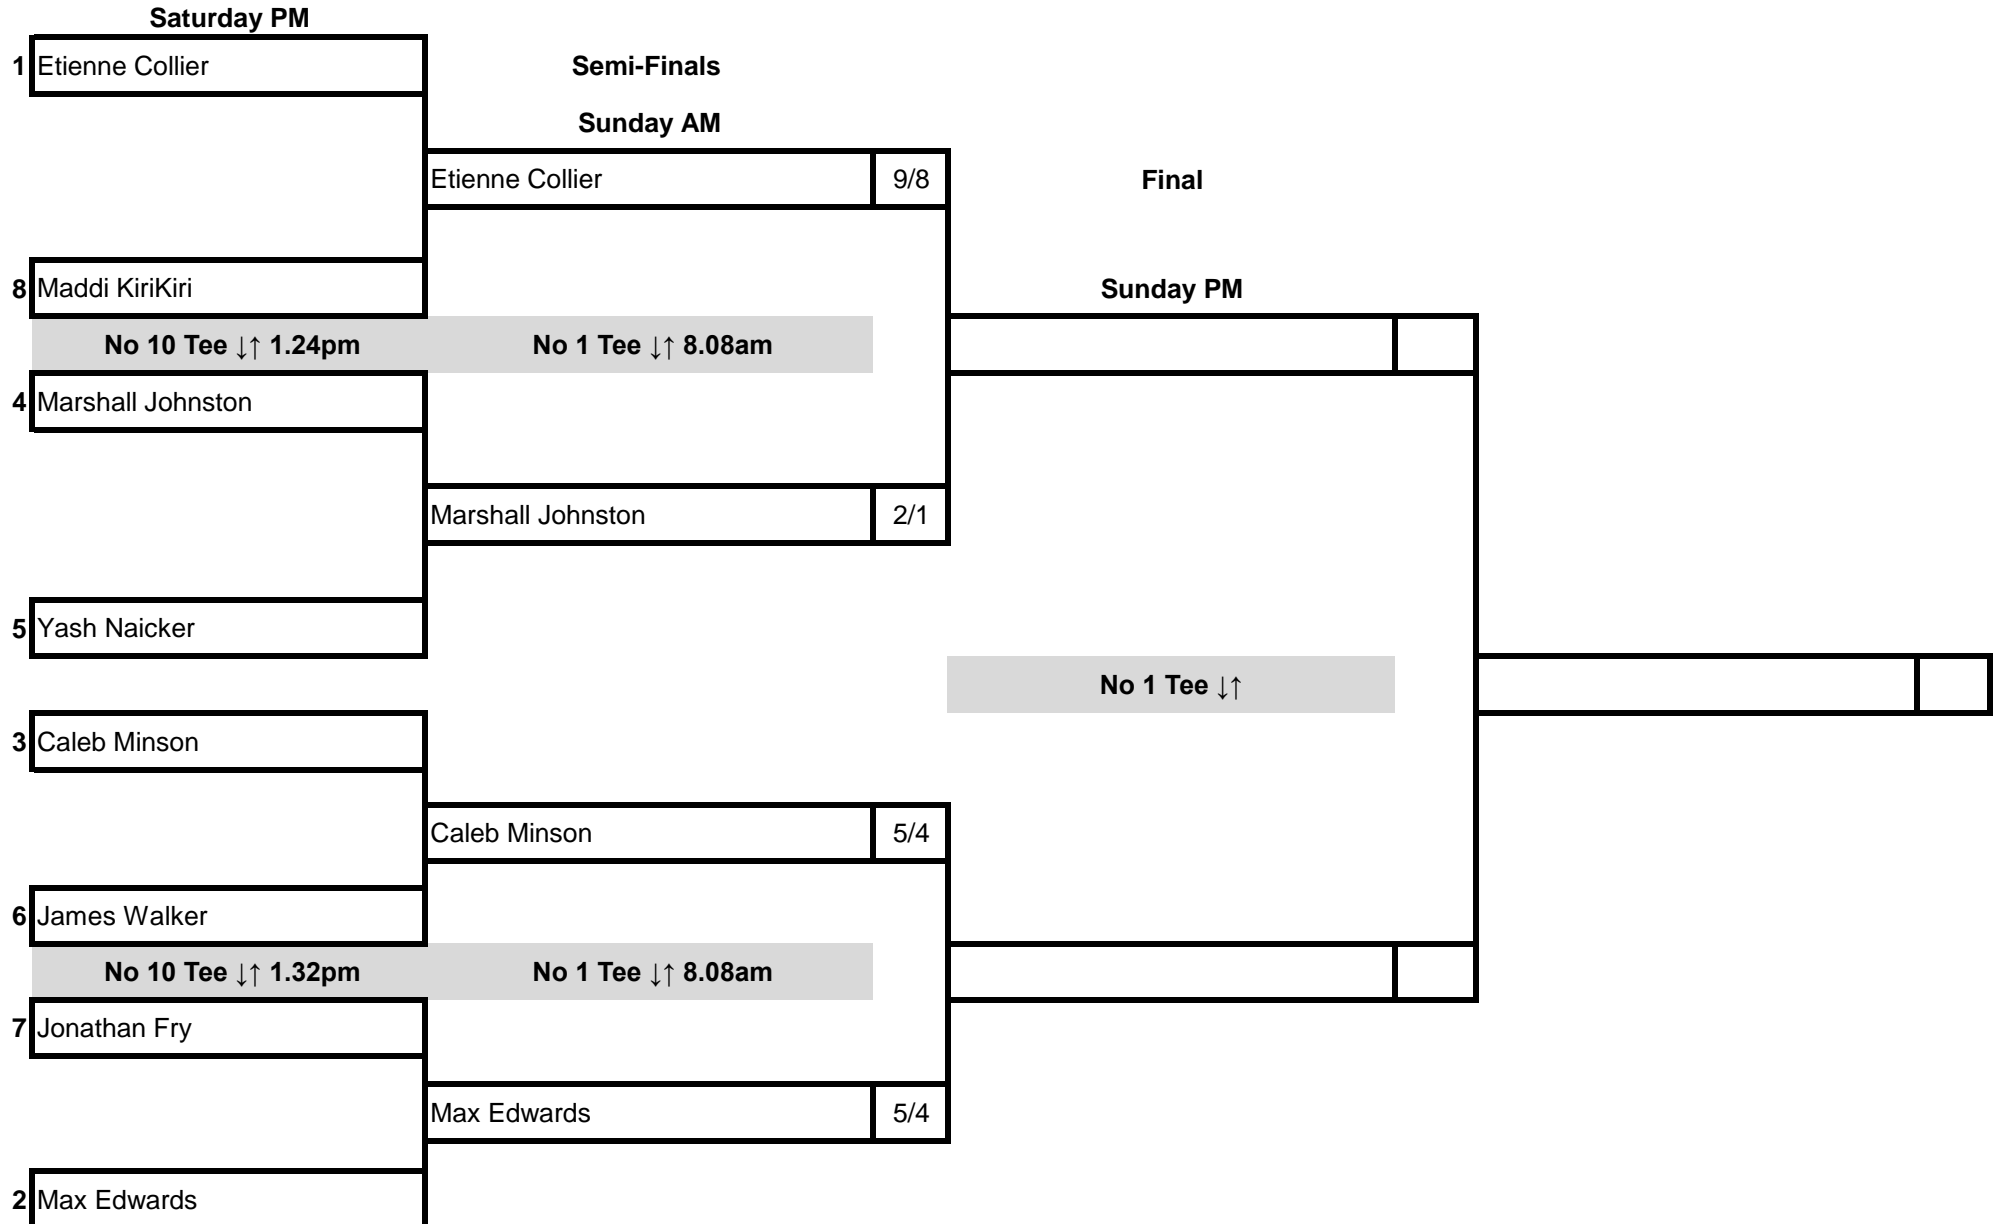 Saturday PM
1 Etienne Collier
Semi-Finals
Sunday AM
Etienne Collier 9/8
Final
8 Maddi KiriKiri
Sunday PM
No 10 Tee ↓↑ 1.24pm
No 1 Tee ↓↑ 8.08am
4 Marshall Johnston
Marshall Johnston 2/1
5 Yash Naicker
No 1 Tee ↓↑
3 Caleb Minson
Caleb Minson 5/4
6 James Walker
No 10 Tee ↓↑ 1.32pm
No 1 Tee ↓↑ 8.08am
7 Jonathan Fry
Max Edwards 5/4
2 Max Edwards